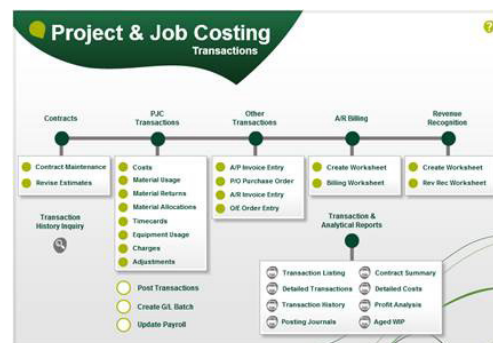 Project & Job Costing
Transactions
?
Contracts
PJC
Transactions
Other
Transactions
A/R Billing
Revenue
Recognition
Contract Maintenance
Revise Estimates
Costs
Material Usage
Material Returns
Material Allocations
Timecards
Equipment Usage
Charges
Adjustments
A/P Invoice Entry
P/O Purchase Order
A/R Invoice Entry
O/E Order Entry
Create Worksheet
Billing Worksheet
Create Worksheet
Rev Rec Worksheet
Transaction
History Inquiry
Post Transactions
Create G/L Batch
Update Payroll
Transaction &
Analytical Reports
Transaction Listing
Detailed Transactions
Transaction History
Posting Journals
Contract Summary
Detailed Costs
Profit Analysis
Aged WIP